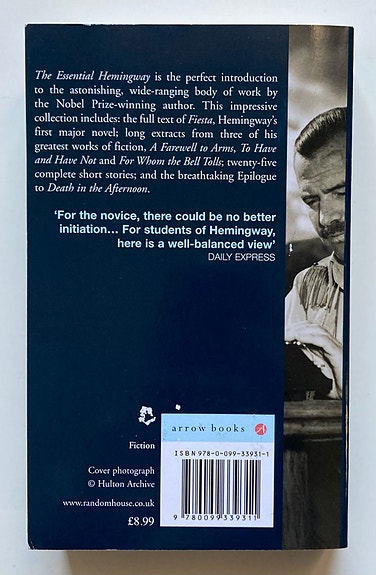 The Essential Hemingway is the perfect introduction
to the astonishing, wide-ranging body of work by
the Nobel Prize-winning author. This impressive
collection includes: the full text of Fiesta, Hemingway's
first major novel; long extracts from three of his
greatest works of fiction, A Farewell to Arms, To Have
and Have Not and For Whom the Bell Tolls; twenty-five
complete short stories; and the breathtaking Epilogue
to Death in the Afternoon.
‘For the novice, there could be no better
initiation... For students of Hemingway,
here is a well-balanced view’
DAILY EXPRESS
arrow books
Fiction
ISBN 978-0-099-33931-1
Cover photograph
© Hulton Archive
www.randomhouse.co.uk
£8.99
9 780099 339311